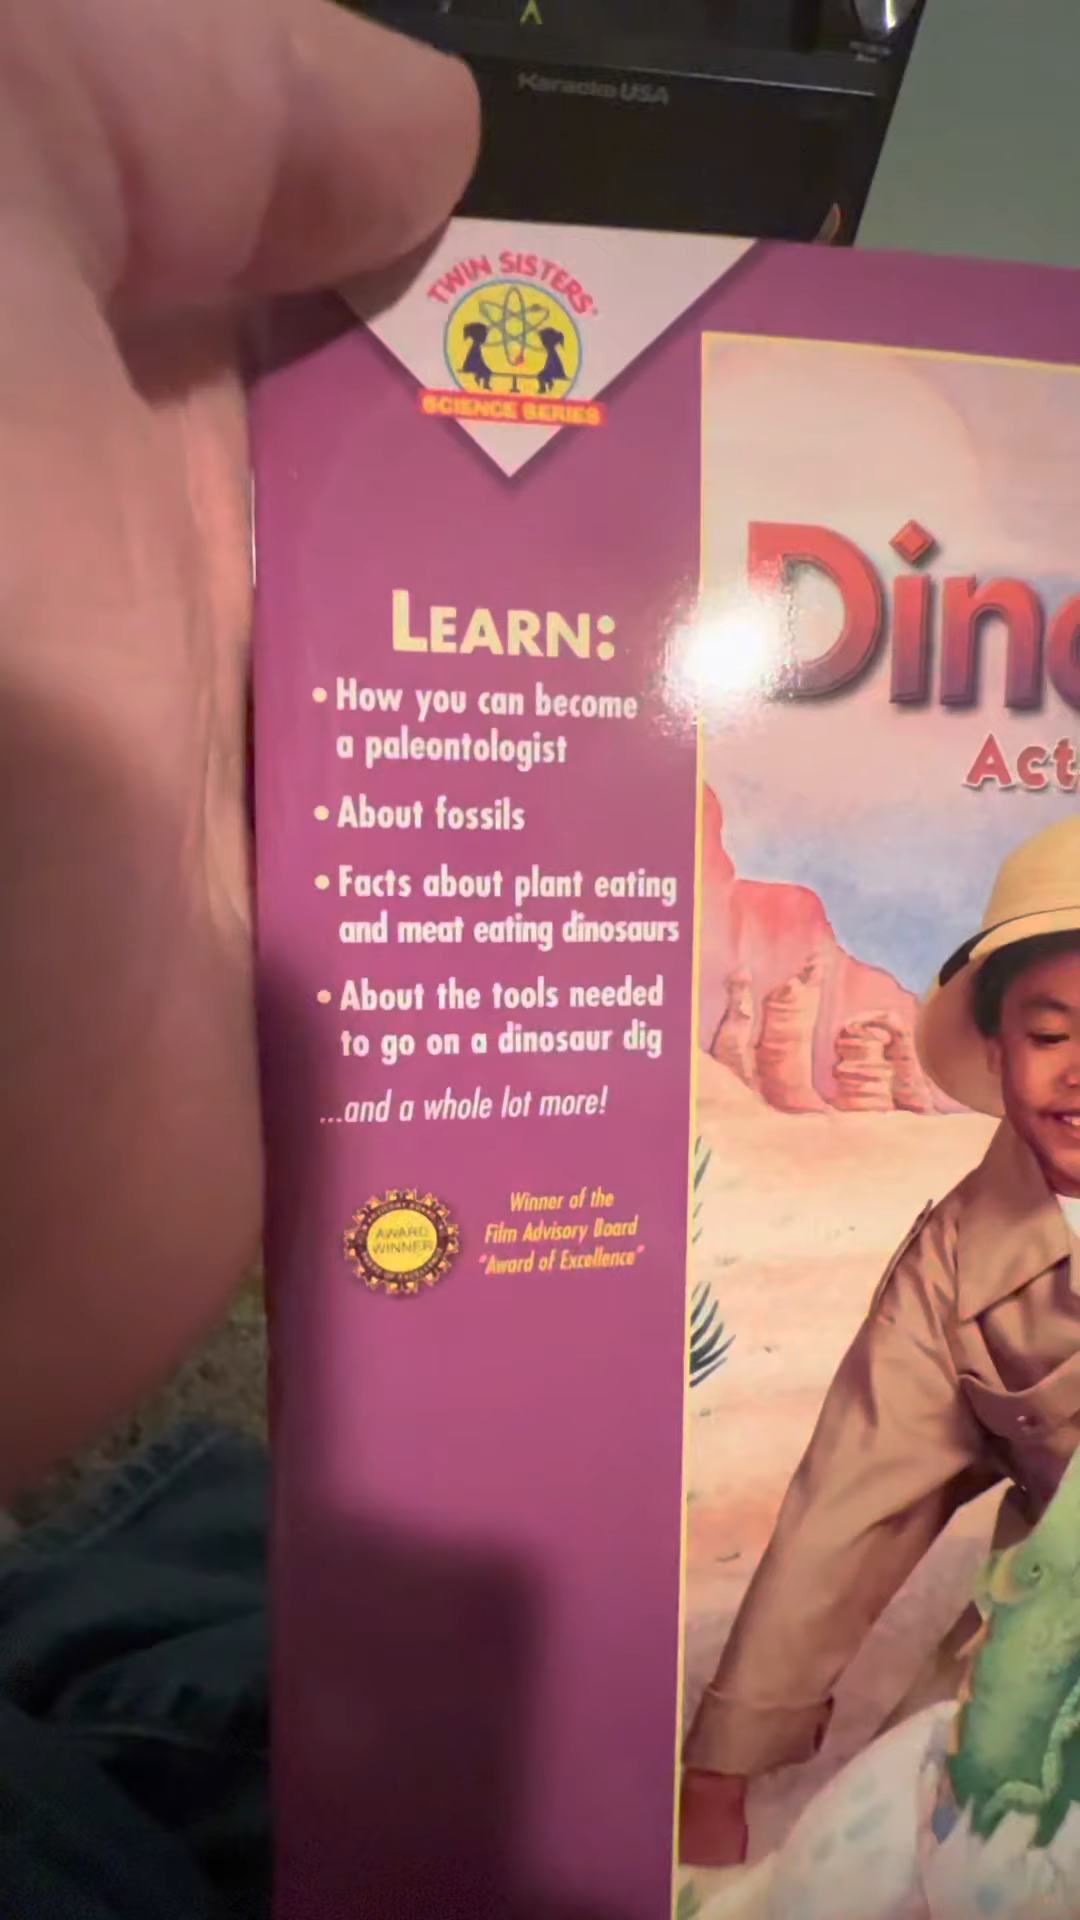 Karaoke USA
TWIN SISTERS®
SCIENCE SERIES
LEARN:
• How you can become
a paleontologist
• About fossils
• Facts about plant eating
and meat eating dinosaurs
• About the tools needed
to go on a dinosaur dig
...and a whole lot more!
AWARD
WINNER
Winner of the
Film Advisory Board
"Award of Excellence"
Dino
Act